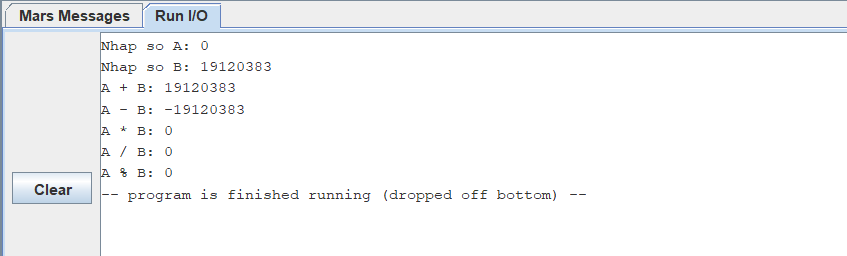 Mars Messages Run I/O
Nhap so A: 0
Nhap so B: 19120383
A + B: 19120383
A - B: -19120383
A * B: 0
A / B: 0
A % B: 0
Clear
-- program is finished running (dropped off bottom) --